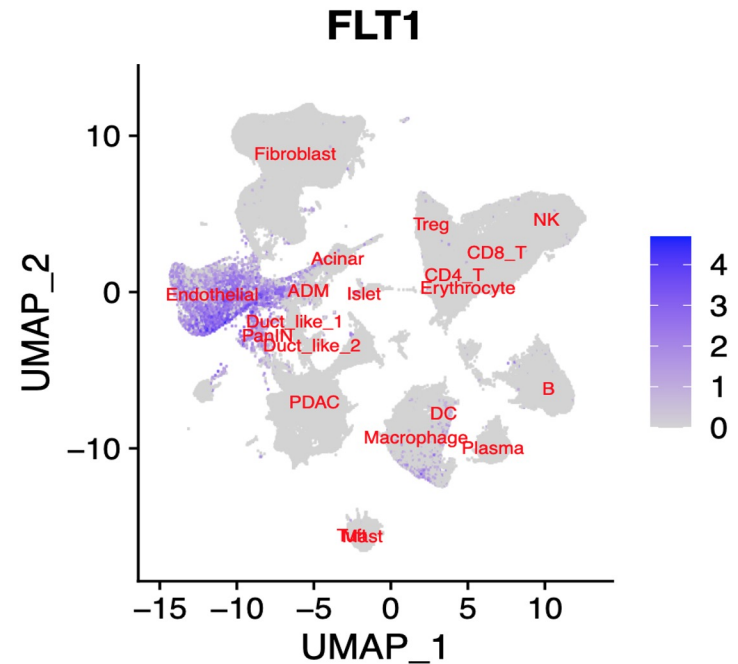 FLT1
UMAP_2
10
0
−10
Fibroblast
Treg
NK
CD8_T
Acinar
CD4_T
Endothelial
ADM
Islet
Erythrocyte
Duct_like_1
PanIN
Duct_like_2
B
PDAC
DC
Macrophage
Plasma
Mast
4
3
2
1
0
−15
−10
−5
0
5
10
UMAP_1